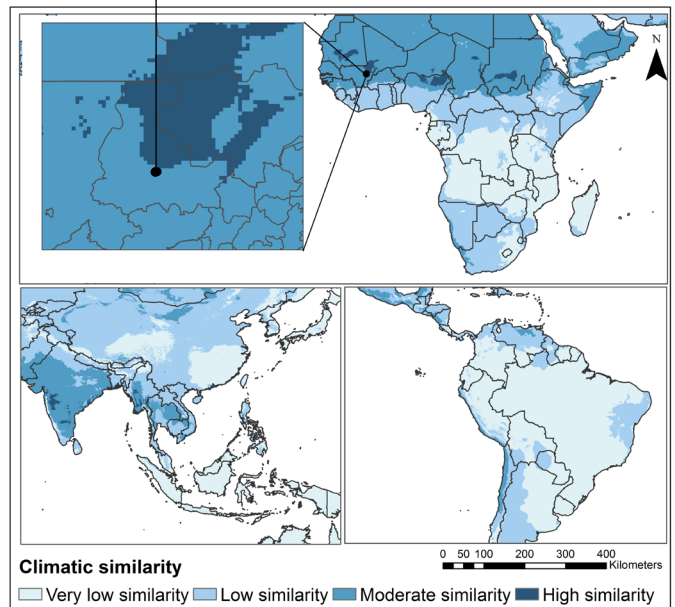 N
Climatic similarity
0 50 100 200 300 400
Kilometers
Very low similarity Low similarity Moderate similarity High similarity